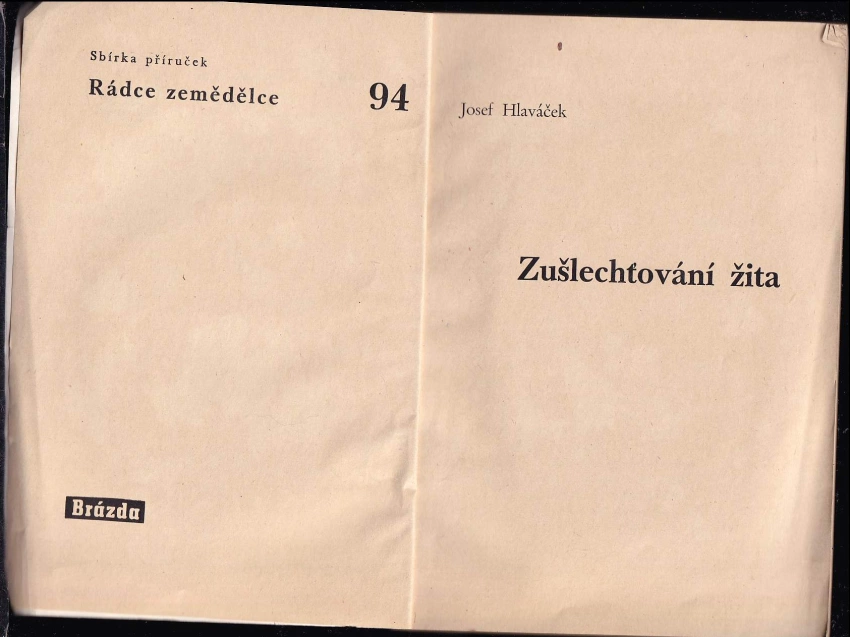 Sbírka příruček
Rádce zemědělce 94
Brázda
Josef Hlaváček
Zušlechťování žita